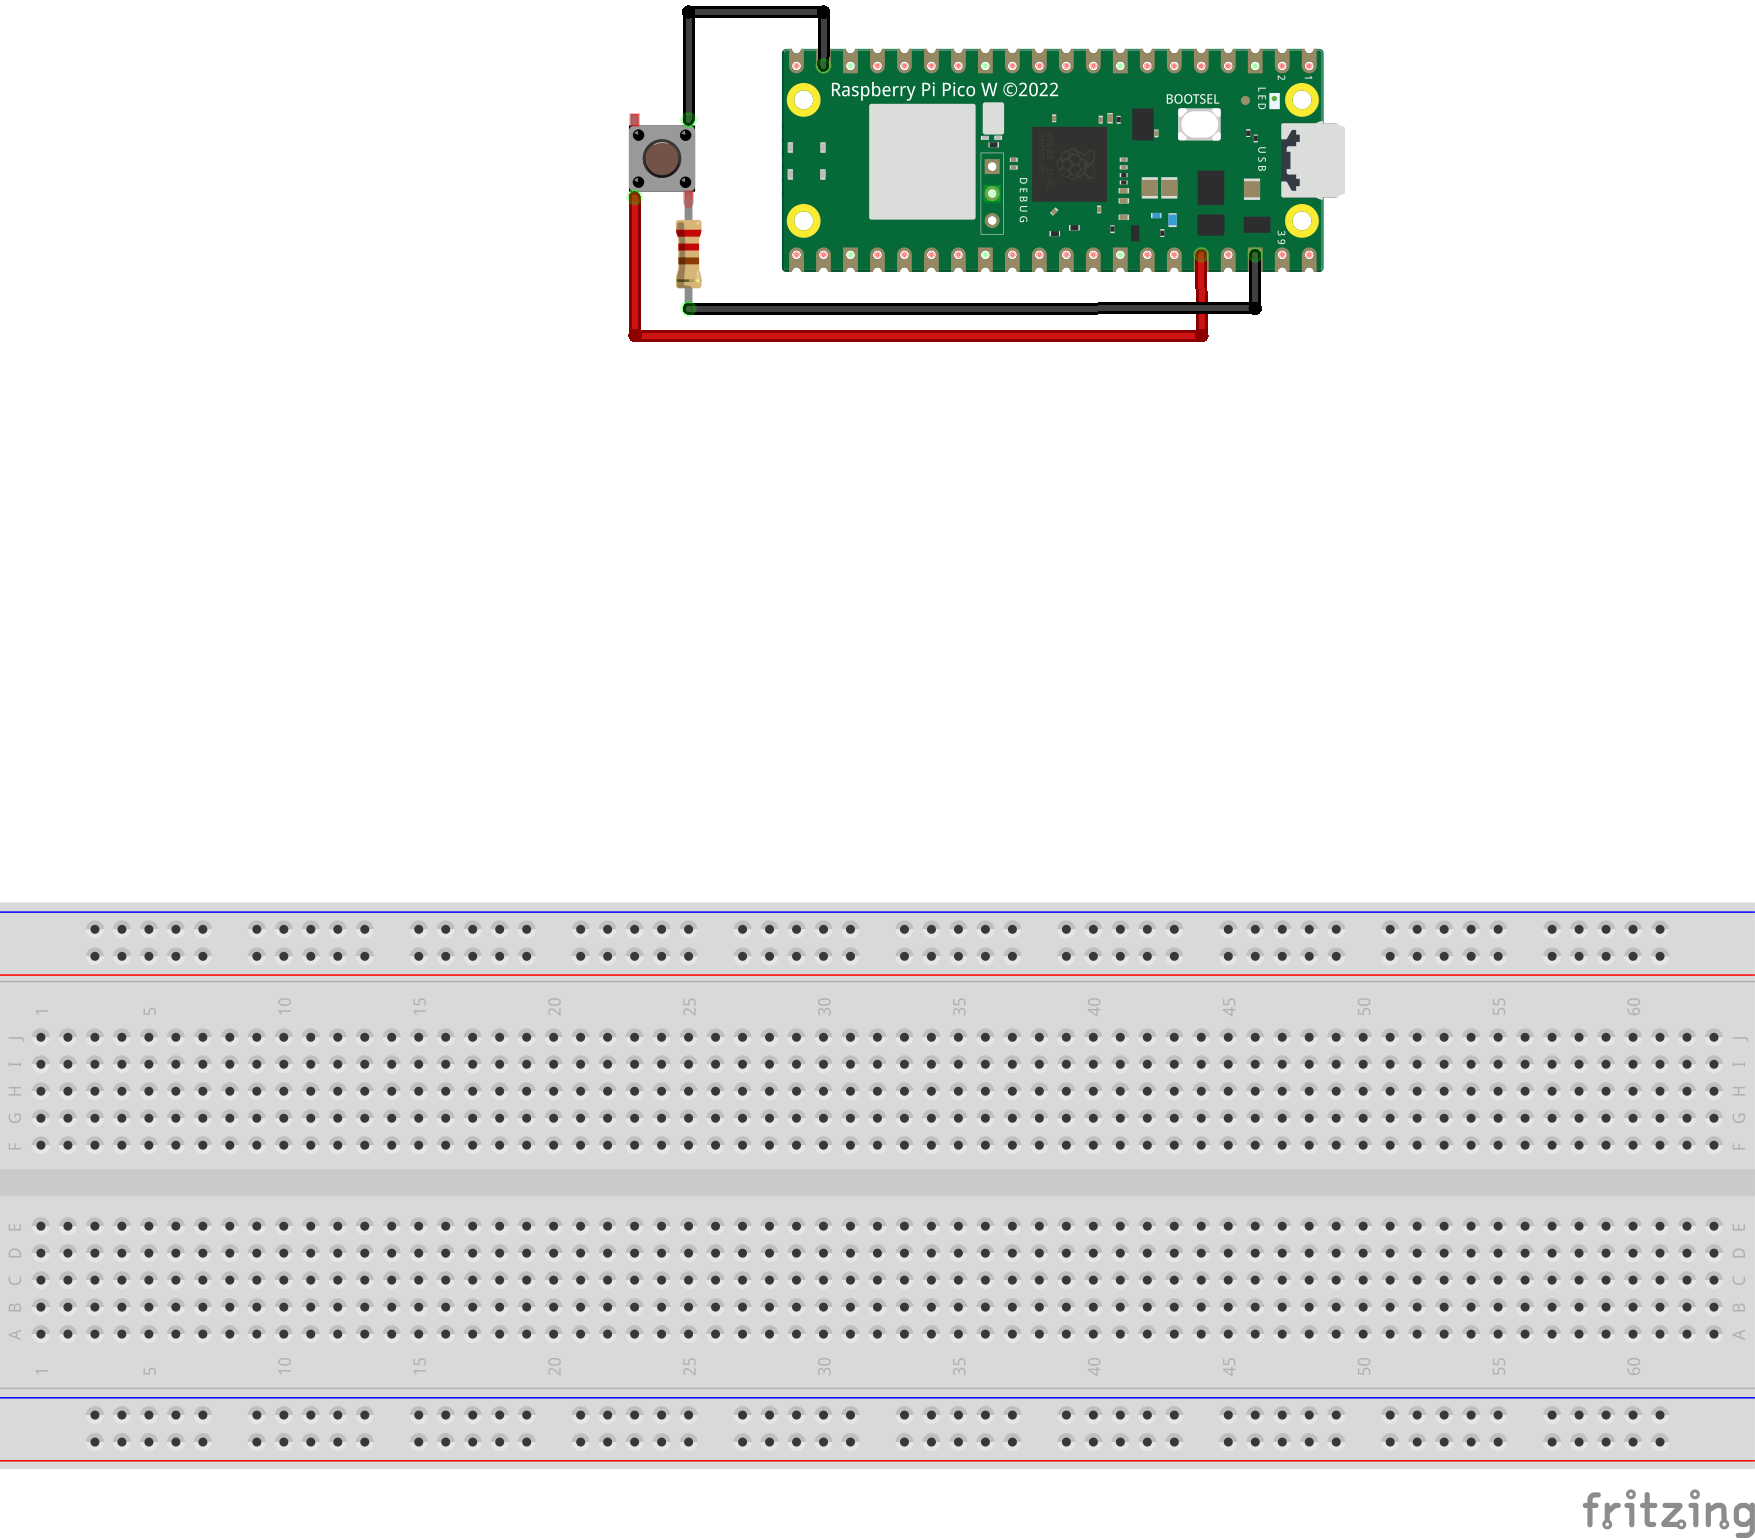 2
1
Raspberry Pi Pico W ©2022
BOOTSEL
LED
USB
DEBUG
39
1 5 10 15 20 25 30 35 40 45 50 55 60
J J
I I
H H
G G
F F
E E
D D
C C
B B
A A
1 5 10 15 20 25 30 35 40 45 50 55 60
fritzing